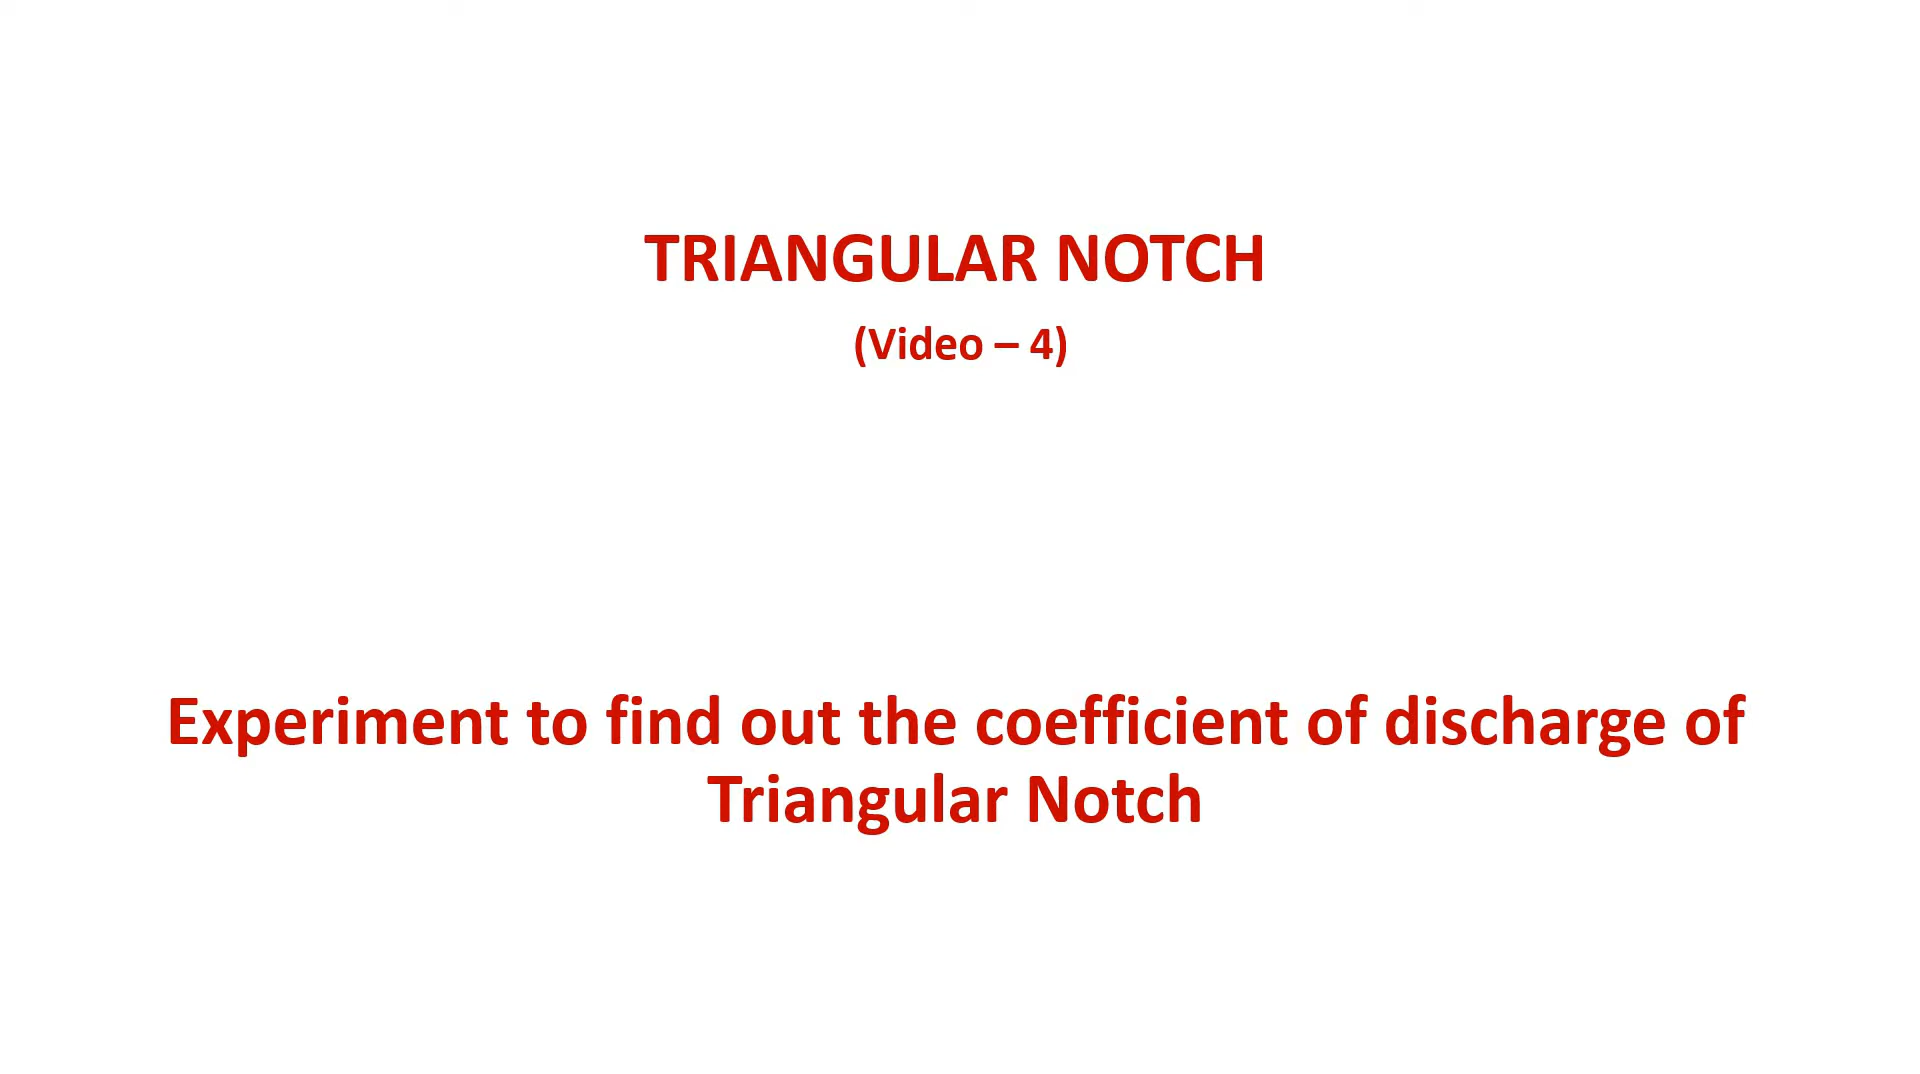 TRIANGULAR NOTCH
(Video – 4)
Experiment to find out the coefficient of discharge of
Triangular Notch